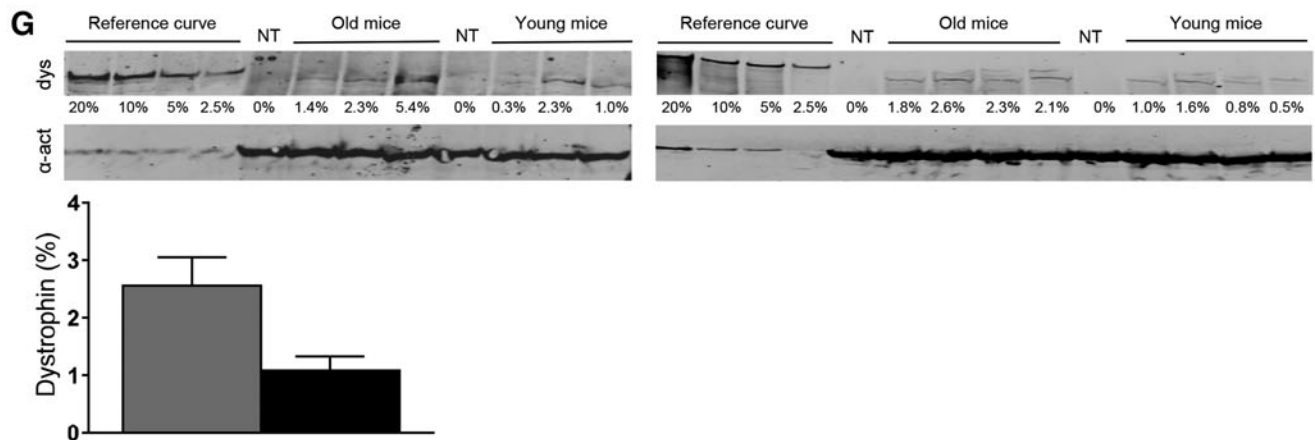 G
Reference curve NT Old mice NT Young mice
dys
20% 10% 5% 2.5% 0% 1.4% 2.3% 5.4% 0% 0.3% 2.3% 1.0%
α-act
Reference curve NT Old mice NT Young mice
20% 10% 5% 2.5% 0% 1.8% 2.6% 2.3% 2.1% 0% 1.0% 1.6% 0.8% 0.5%
Dystrophin (%)
4
3
2
1
0